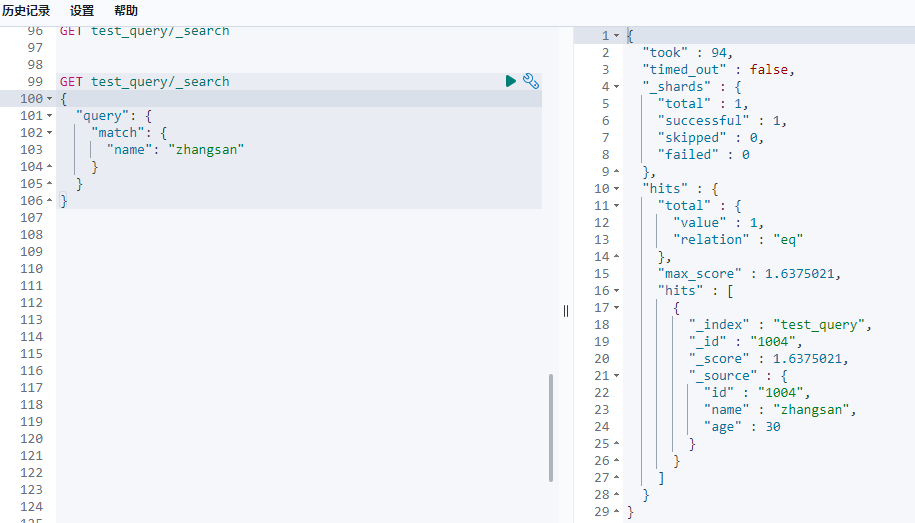 历史记录 设置 帮助
96 GET test_query/_search
97
98
99 GET test_query/_search
100 {
101 "query": {
102 "match": {
103 "name": "zhangsan"
104 }
105 }
106 }
107
108
109
110
111
112
113
114
115
116
117
118
119
120
121
122
123
124
125
1 {
2 "took" : 94,
3 "timed_out" : false,
4 "_shards" : {
5 "total" : 1,
6 "successful" : 1,
7 "skipped" : 0,
8 "failed" : 0
9 },
10 "hits" : {
11 "total" : {
12 "value" : 1,
13 "relation" : "eq"
14 },
15 "max_score" : 1.6375021,
16 "hits" : [
17 {
18 "_index" : "test_query",
19 "_id" : "1004",
20 "_score" : 1.6375021,
21 "_source" : {
22 "id" : "1004",
23 "name" : "zhangsan",
24 "age" : 30
25 }
26 }
27 ]
28 }
29 }